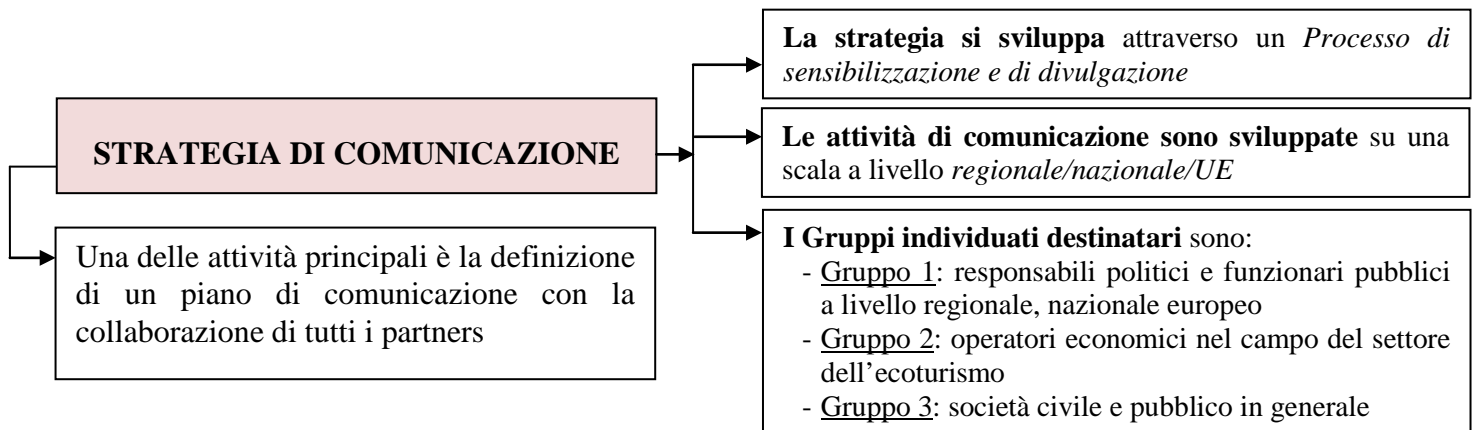 STRATEGIA DI COMUNICAZIONE
Una delle attività principali è la definizione
di un piano di comunicazione con la
collaborazione di tutti i partners
La strategia si sviluppa attraverso un Processo di
sensibilizzazione e di divulgazione
Le attività di comunicazione sono sviluppate su una
scala a livello regionale/nazionale/UE
I Gruppi individuati destinatari sono:
- Gruppo 1: responsabili politici e funzionari pubblici
a livello regionale, nazionale europeo
- Gruppo 2: operatori economici nel campo del settore
dell'ecoturismo
- Gruppo 3: società civile e pubblico in generale